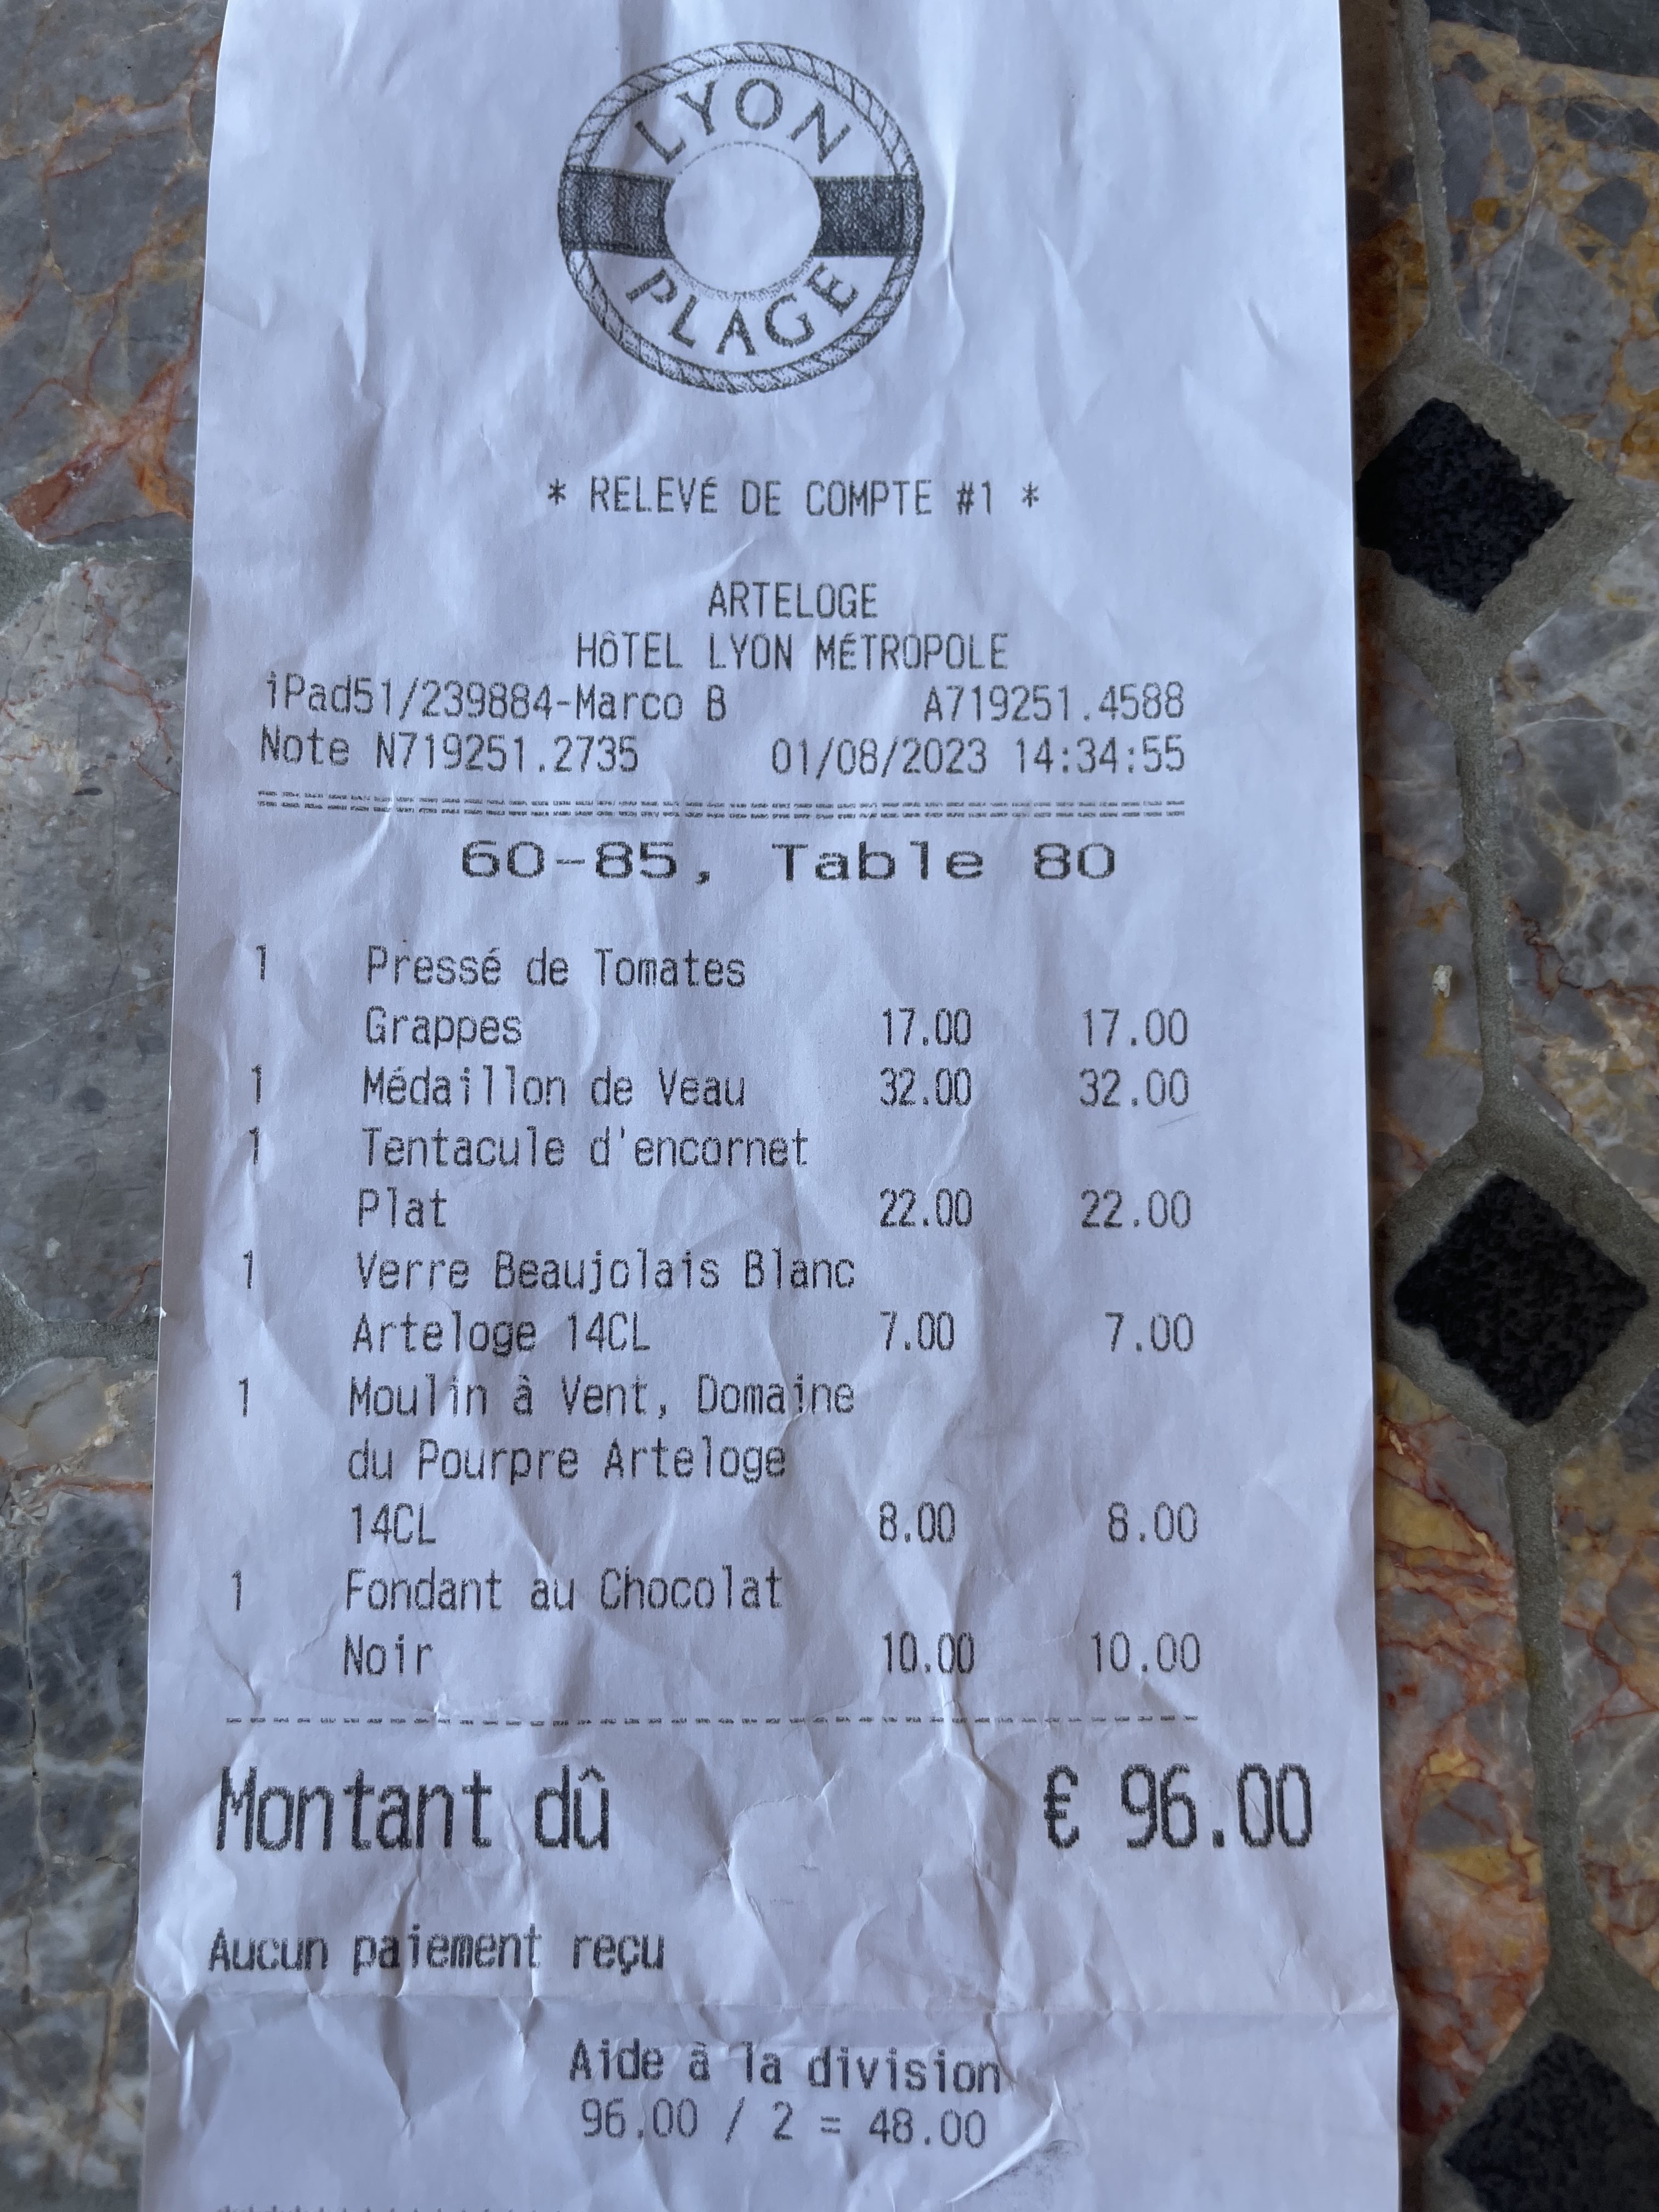 LYON
PLAGE
* RELEVÉ DE COMPTE #1 *
ARTELOGE
HôTEL LYON MÉTROPOLE
iPad51/239884-Marco B A719251.4588
Note N719251.2735 01/08/2023 14:34:55
60-85, Table 80
1 Pressé de Tomates
Grappes 17.00 17.00
1 Médaillon de Veau 32.00 32.00
1 Tentacule d'encornet
Plat 22.00 22.00
1 Verre Beaujolais Blanc
Arteloge 14CL 7.00 7.00
1 Moulin à Vent, Domaine
du Pourpre Arteloge
14CL 8.00 8.00
1 Fondant au Chocolat
Noir 10.00 10.00
Montant dû € 96.00
Aucun paiement reçu
Aide à la division
96.00 / 2 = 48.00